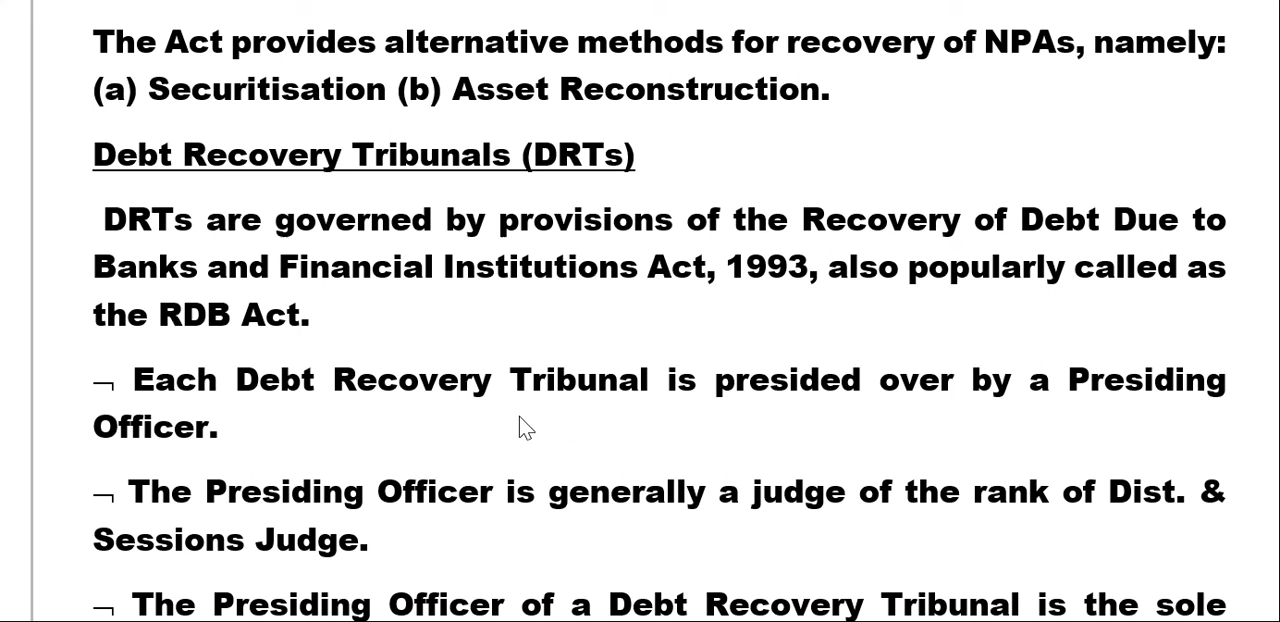 The Act provides alternative methods for recovery of NPAs, namely:
(a) Securitisation (b) Asset Reconstruction.
Debt Recovery Tribunals (DRTs)
DRTs are governed by provisions of the Recovery of Debt Due to
Banks and Financial Institutions Act, 1993, also popularly called as
the RDB Act.
¬ Each Debt Recovery Tribunal is presided over by a Presiding
Officer.
¬ The Presiding Officer is generally a judge of the rank of Dist. &
Sessions Judge.
¬ The Presiding Officer of a Debt Recovery Tribunal is the sole